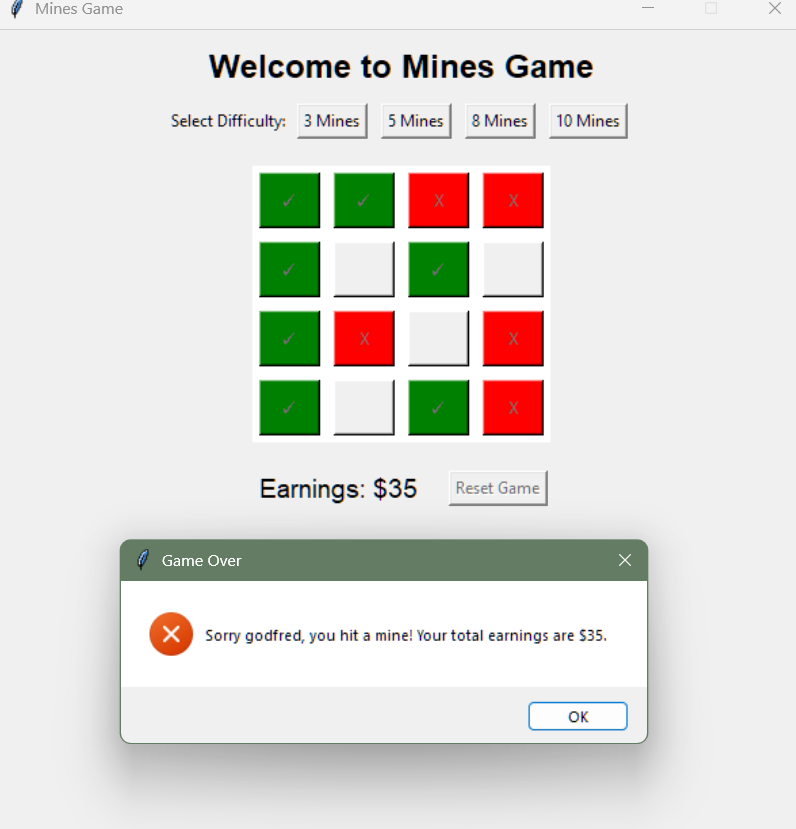 Mines Game
Welcome to Mines Game
Select Difficulty: 3 Mines 5 Mines 8 Mines 10 Mines
✓ ✓ X X
✓ ✓
✓ X X
✓ ✓ X
Earnings: $35 Reset Game
Game Over
Sorry godfred, you hit a mine! Your total earnings are $35.
OK